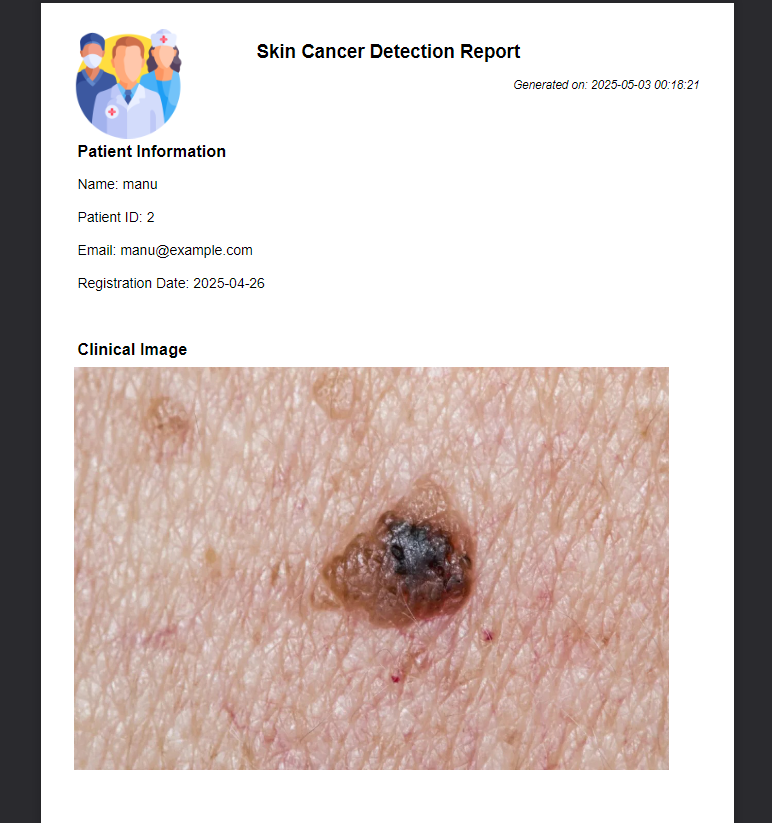 Skin Cancer Detection Report
Generated on: 2025-05-03 00:18:21
Patient Information
Name: manu
Patient ID: 2
Email: manu@example.com
Registration Date: 2025-04-26
Clinical Image